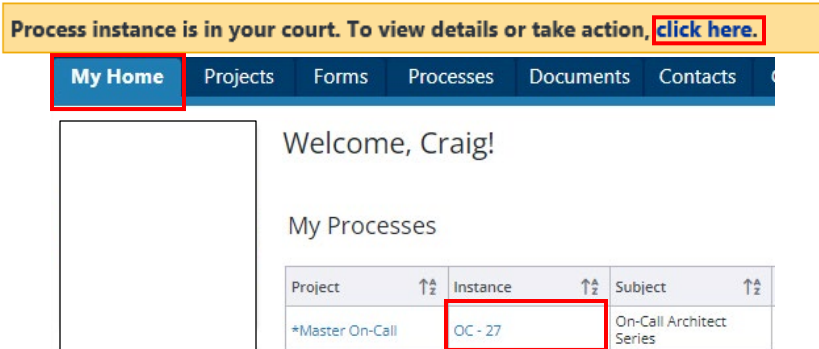 Process instance is in your court. To view details or take action, click here.
My Home Projects Forms Processes Documents Contacts
Welcome, Craig!
My Processes
Project Instance Subject
*Master On-Call OC - 27 On-Call Architect
Series